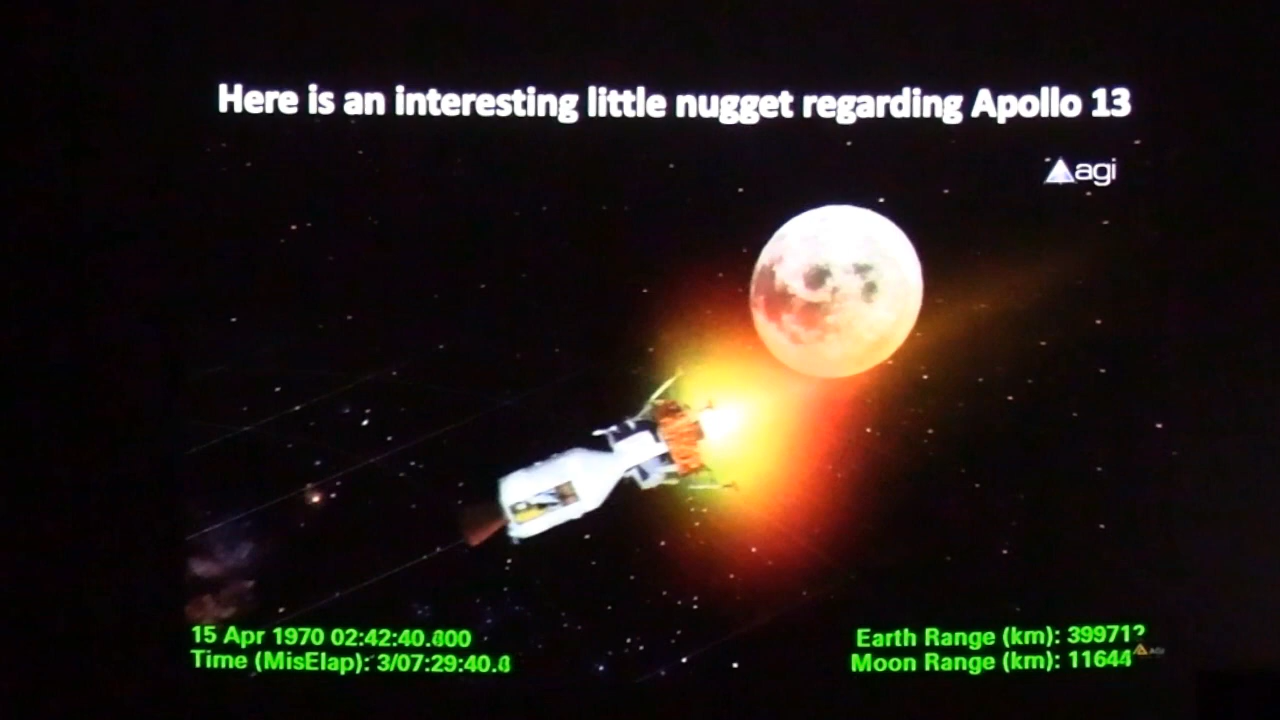 Here is an interesting little nugget regarding Apollo 13
agi
15 Apr 1970 02:42:40.
Time (MisElap): 3/07:29:40.
Earth Range (km):
Moon Range (km): 11644